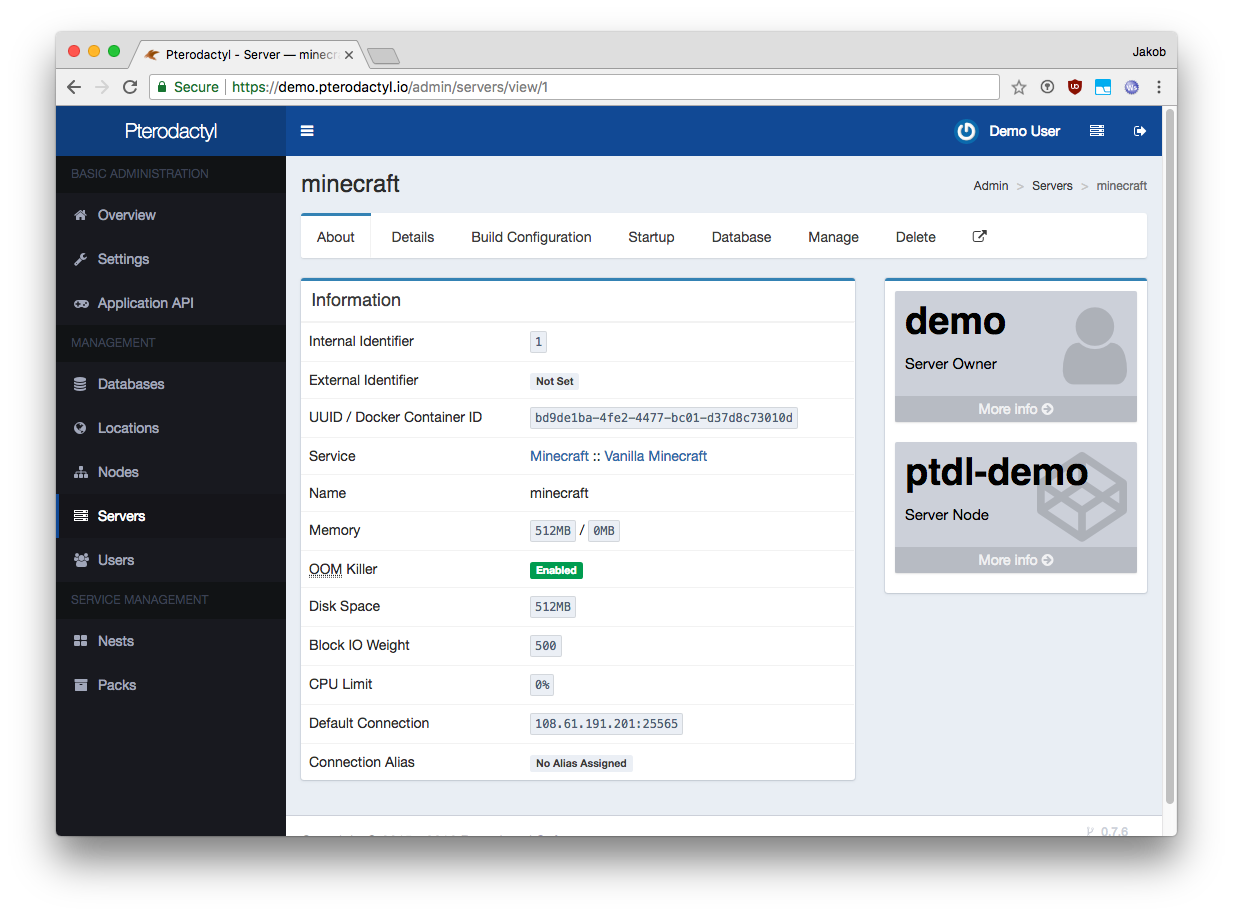 Pterodactyl - Server — minecr
Jakob
Secure https://demo.pterodactyl.io/admin/servers/view/1
Pterodactyl
Demo User
BASIC ADMINISTRATION
Overview
Settings
Application API
MANAGEMENT
Databases
Locations
Nodes
Servers
Users
SERVICE MANAGEMENT
Nests
Packs
minecraft
Admin > Servers > minecraft
About Details Build Configuration Startup Database Manage Delete
Information
Internal Identifier 1
External Identifier Not Set
UUID / Docker Container ID bd9de1ba-4fe2-4477-bc01-d37d8c73010d
Service Minecraft :: Vanilla Minecraft
Name minecraft
Memory 512MB / 0MB
OOM Killer Enabled
Disk Space 512MB
Block IO Weight 500
CPU Limit 0%
Default Connection 108.61.191.201:25565
Connection Alias No Alias Assigned
demo
Server Owner
More info
ptdl-demo
Server Node
More info
0.7.6